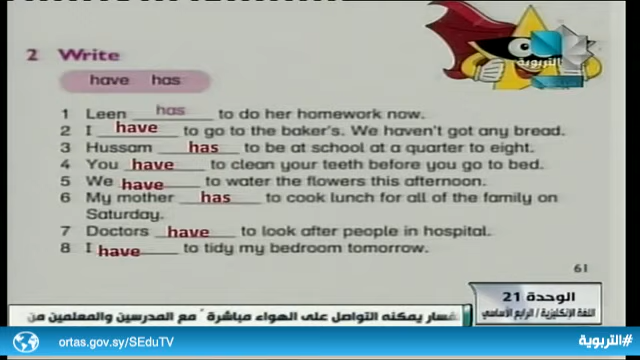 2 Write
have has
1 Leen has to do her homework now.
2 I have to go to the baker's. We haven't got any bread.
3 Hussam has to be at school at a quarter to eight.
4 You have to clean your teeth before you go to bed.
5 We have to water the flowers this afternoon.
6 My mother has to cook lunch for all of the family on
Saturday.
7 Doctors have to look after people in hospital.
8 I have to tidy my bedroom tomorrow.
61
التربوية
الوحدة 21
اللغة الإنكليزية / الرابع الأساسي
فسار يمكنه التواصل على الهواء مباشرة مع المدرسين والمعلمين من
ortas.gov.sy/SEduTV
#التربوية